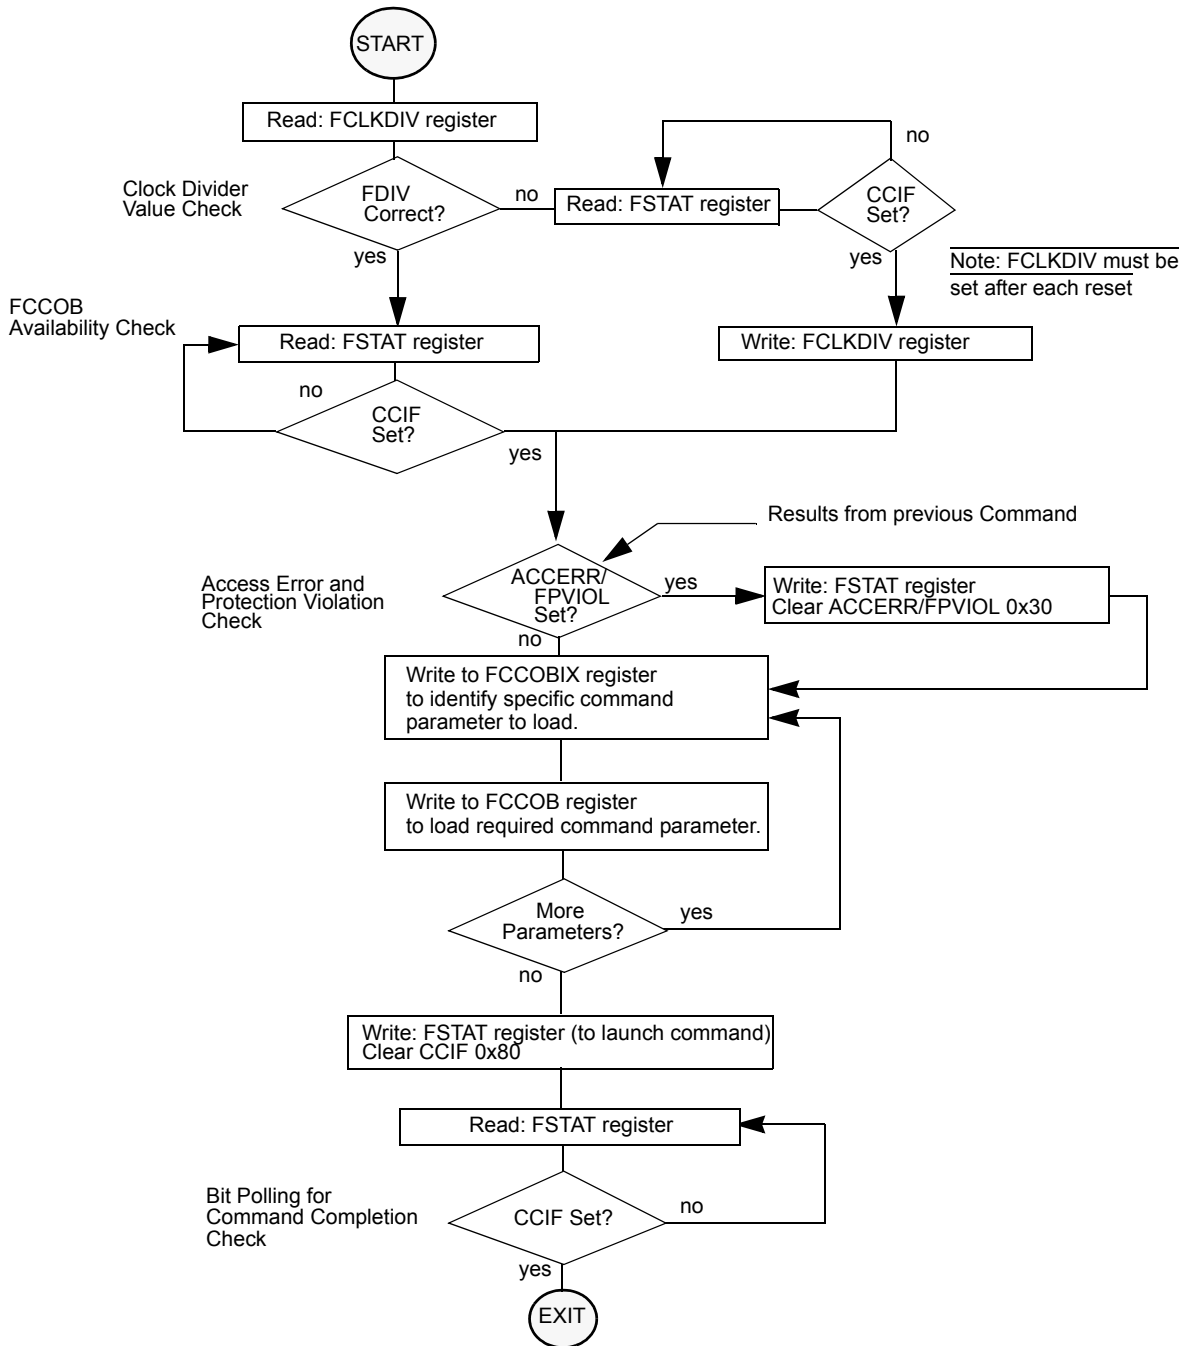 START
Read: FCLKDIV register
no
Clock Divider
Value Check
FDIV
Correct?
no
Read: FSTAT register
CCIF
Set?
yes
yes
Note: FCLKDIV must be
set after each reset
FCCOB
Availability Check
Read: FSTAT register
Write: FCLKDIV register
no
CCIF
Set?
yes
Results from previous Command
Access Error and
Protection Violation
Check
ACCERR/
FPVIOL
Set?
yes
Write: FSTAT register
Clear ACCERR/FPVIOL 0x30
no
Write to FCCOBIX register
to identify specific command
parameter to load.
Write to FCCOB register
to load required command parameter.
More
Parameters?
yes
no
Write: FSTAT register (to launch command)
Clear CCIF 0x80
Read: FSTAT register
Bit Polling for
Command Completion
Check
CCIF Set?
no
yes
EXIT